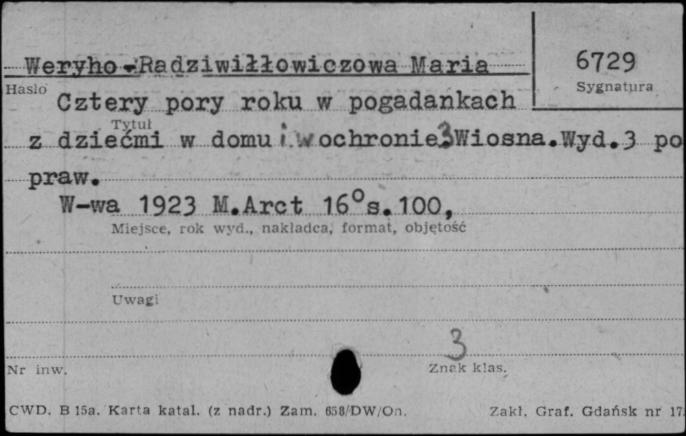 Weryho-Radziwiłłowiczowa Maria
6729
Hasło
Sygnatura
Cztery pory roku w pogadankach
Tytuł
z dziećmi w domu i w ochronie 3 Wiosna. Wyd. 3 po
praw.
W-wa 1923 M.Arct 16° s. 100,
Miejsce, rok wyd., nakładca, format, objętość
Uwagi
3
Nr inw.
Znak klas.
CWD. B 15a. Karta katal. (z nadr.) Zam. 658/DW/On.
Zakł. Graf. Gdańsk nr 17